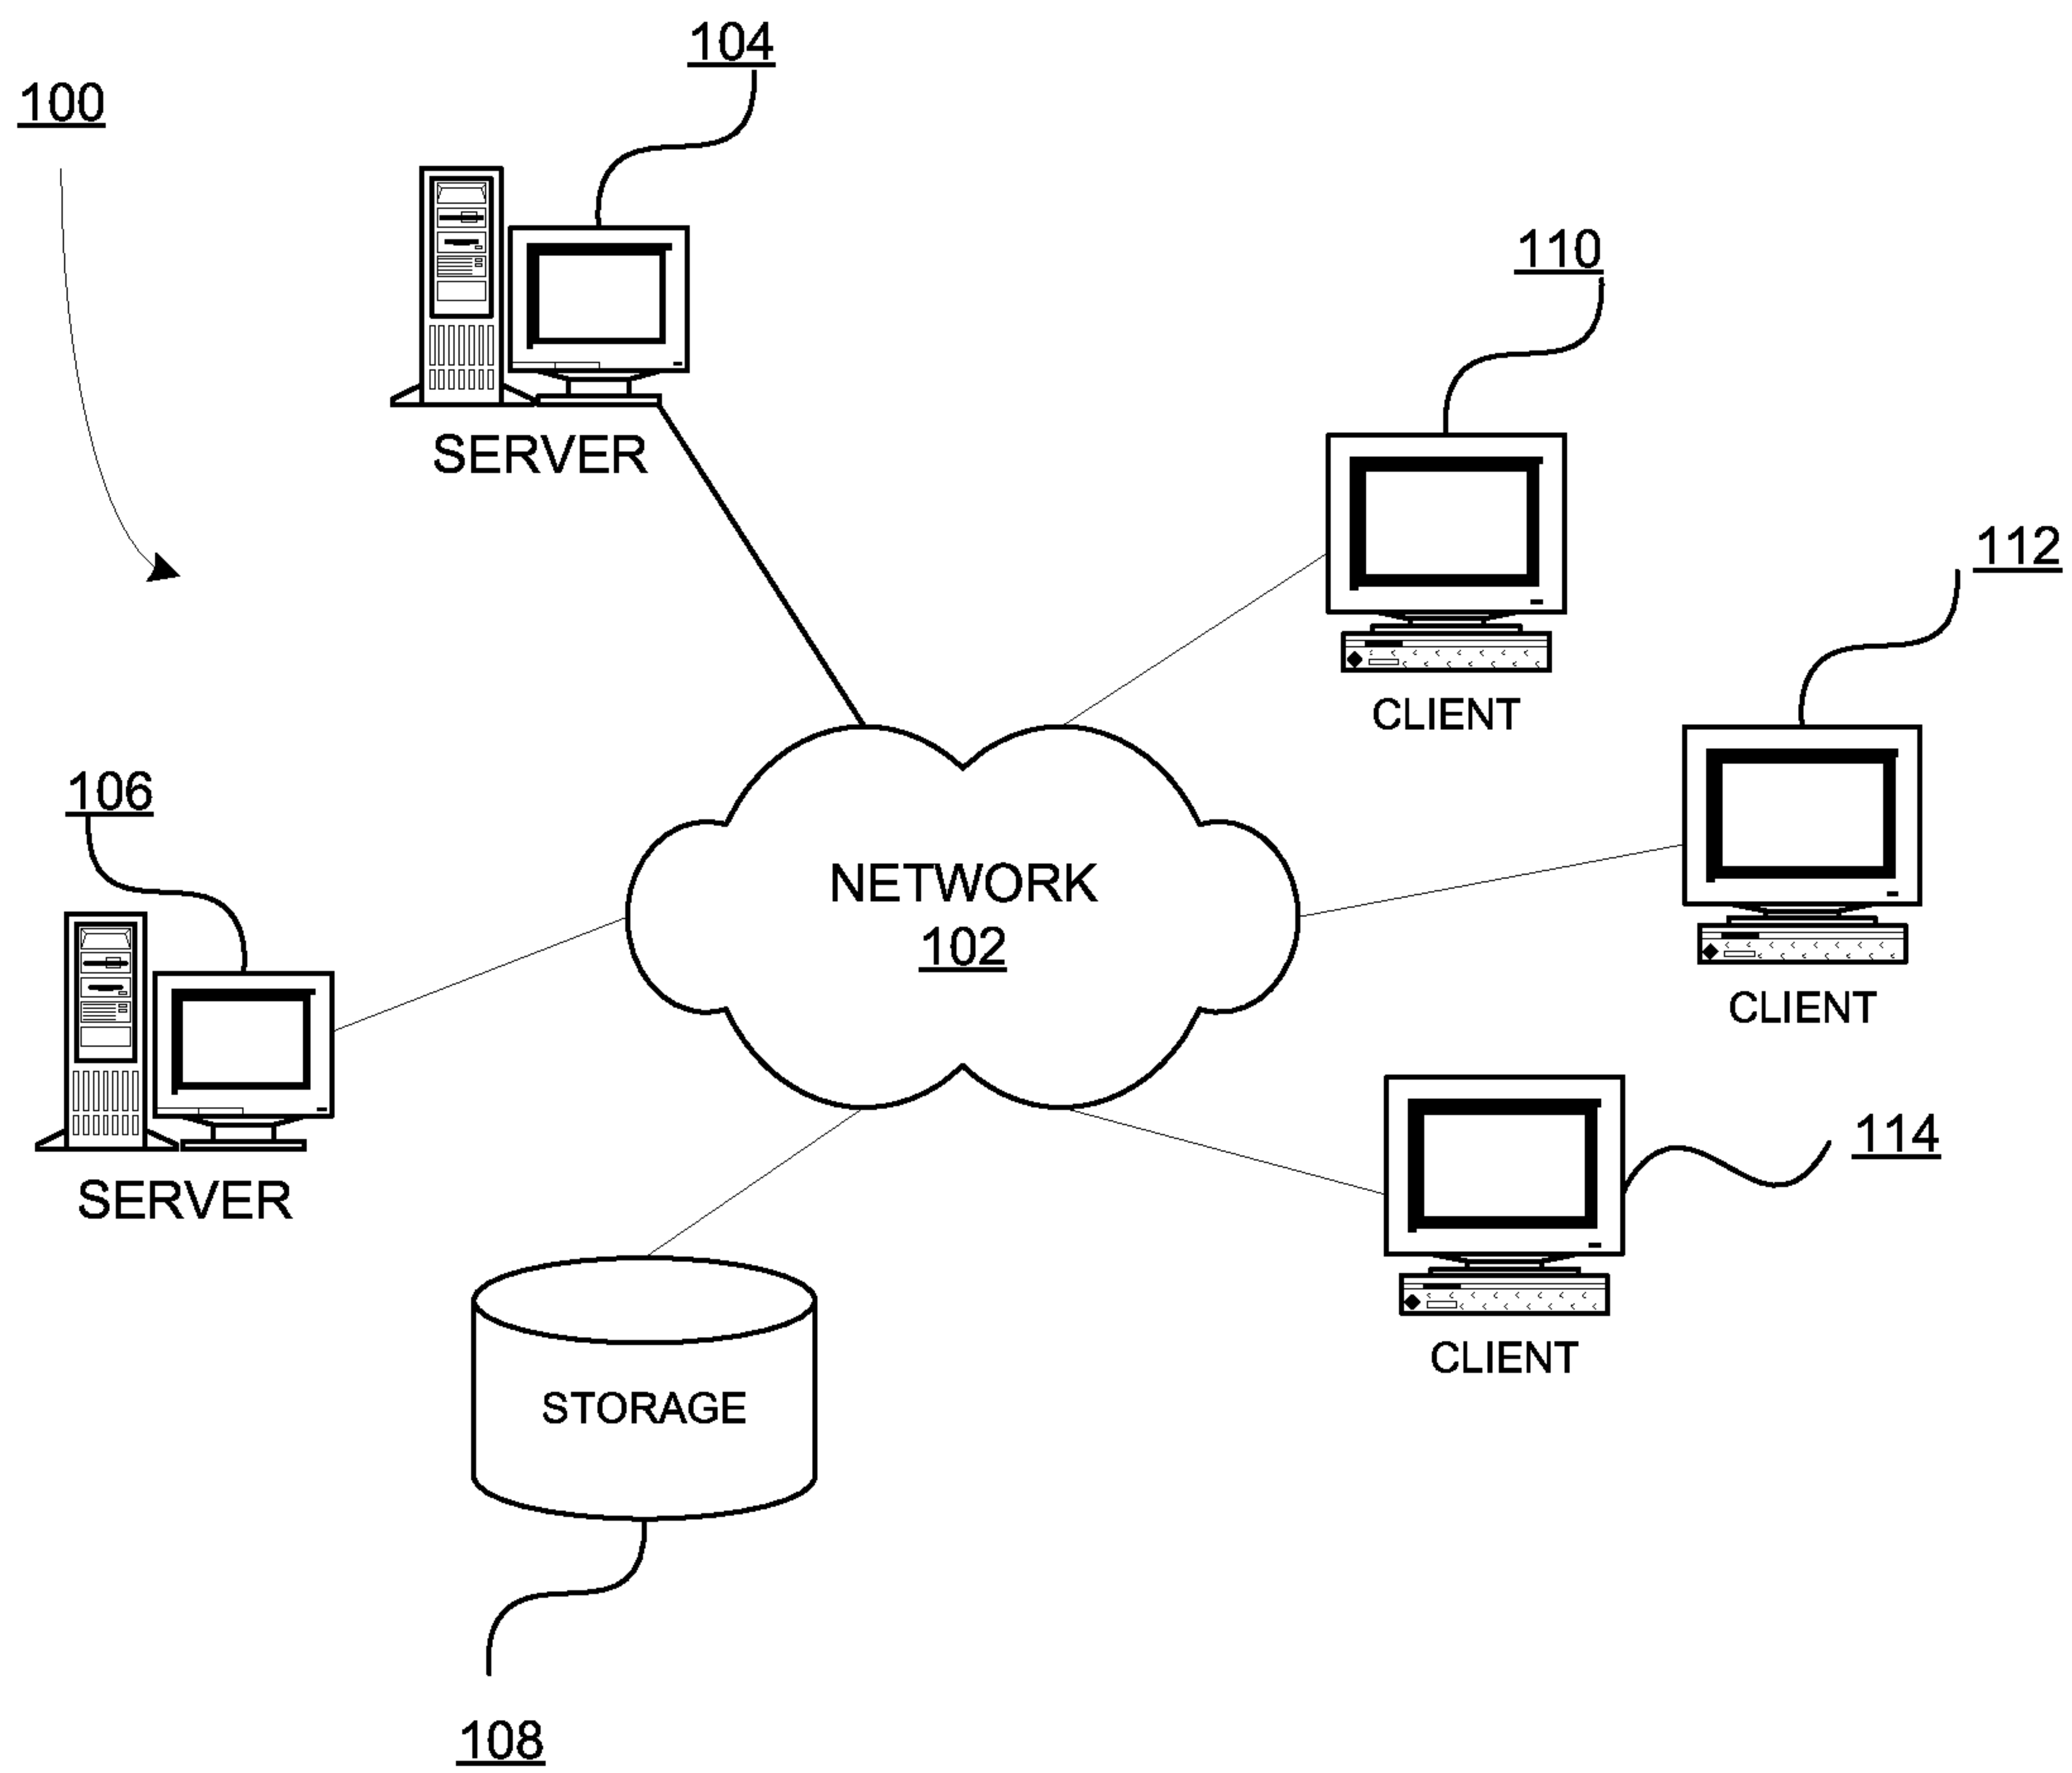 104
100
SERVER
110
112
CLIENT
106
NETWORK
102
CLIENT
114
SERVER
CLIENT
STORAGE
108